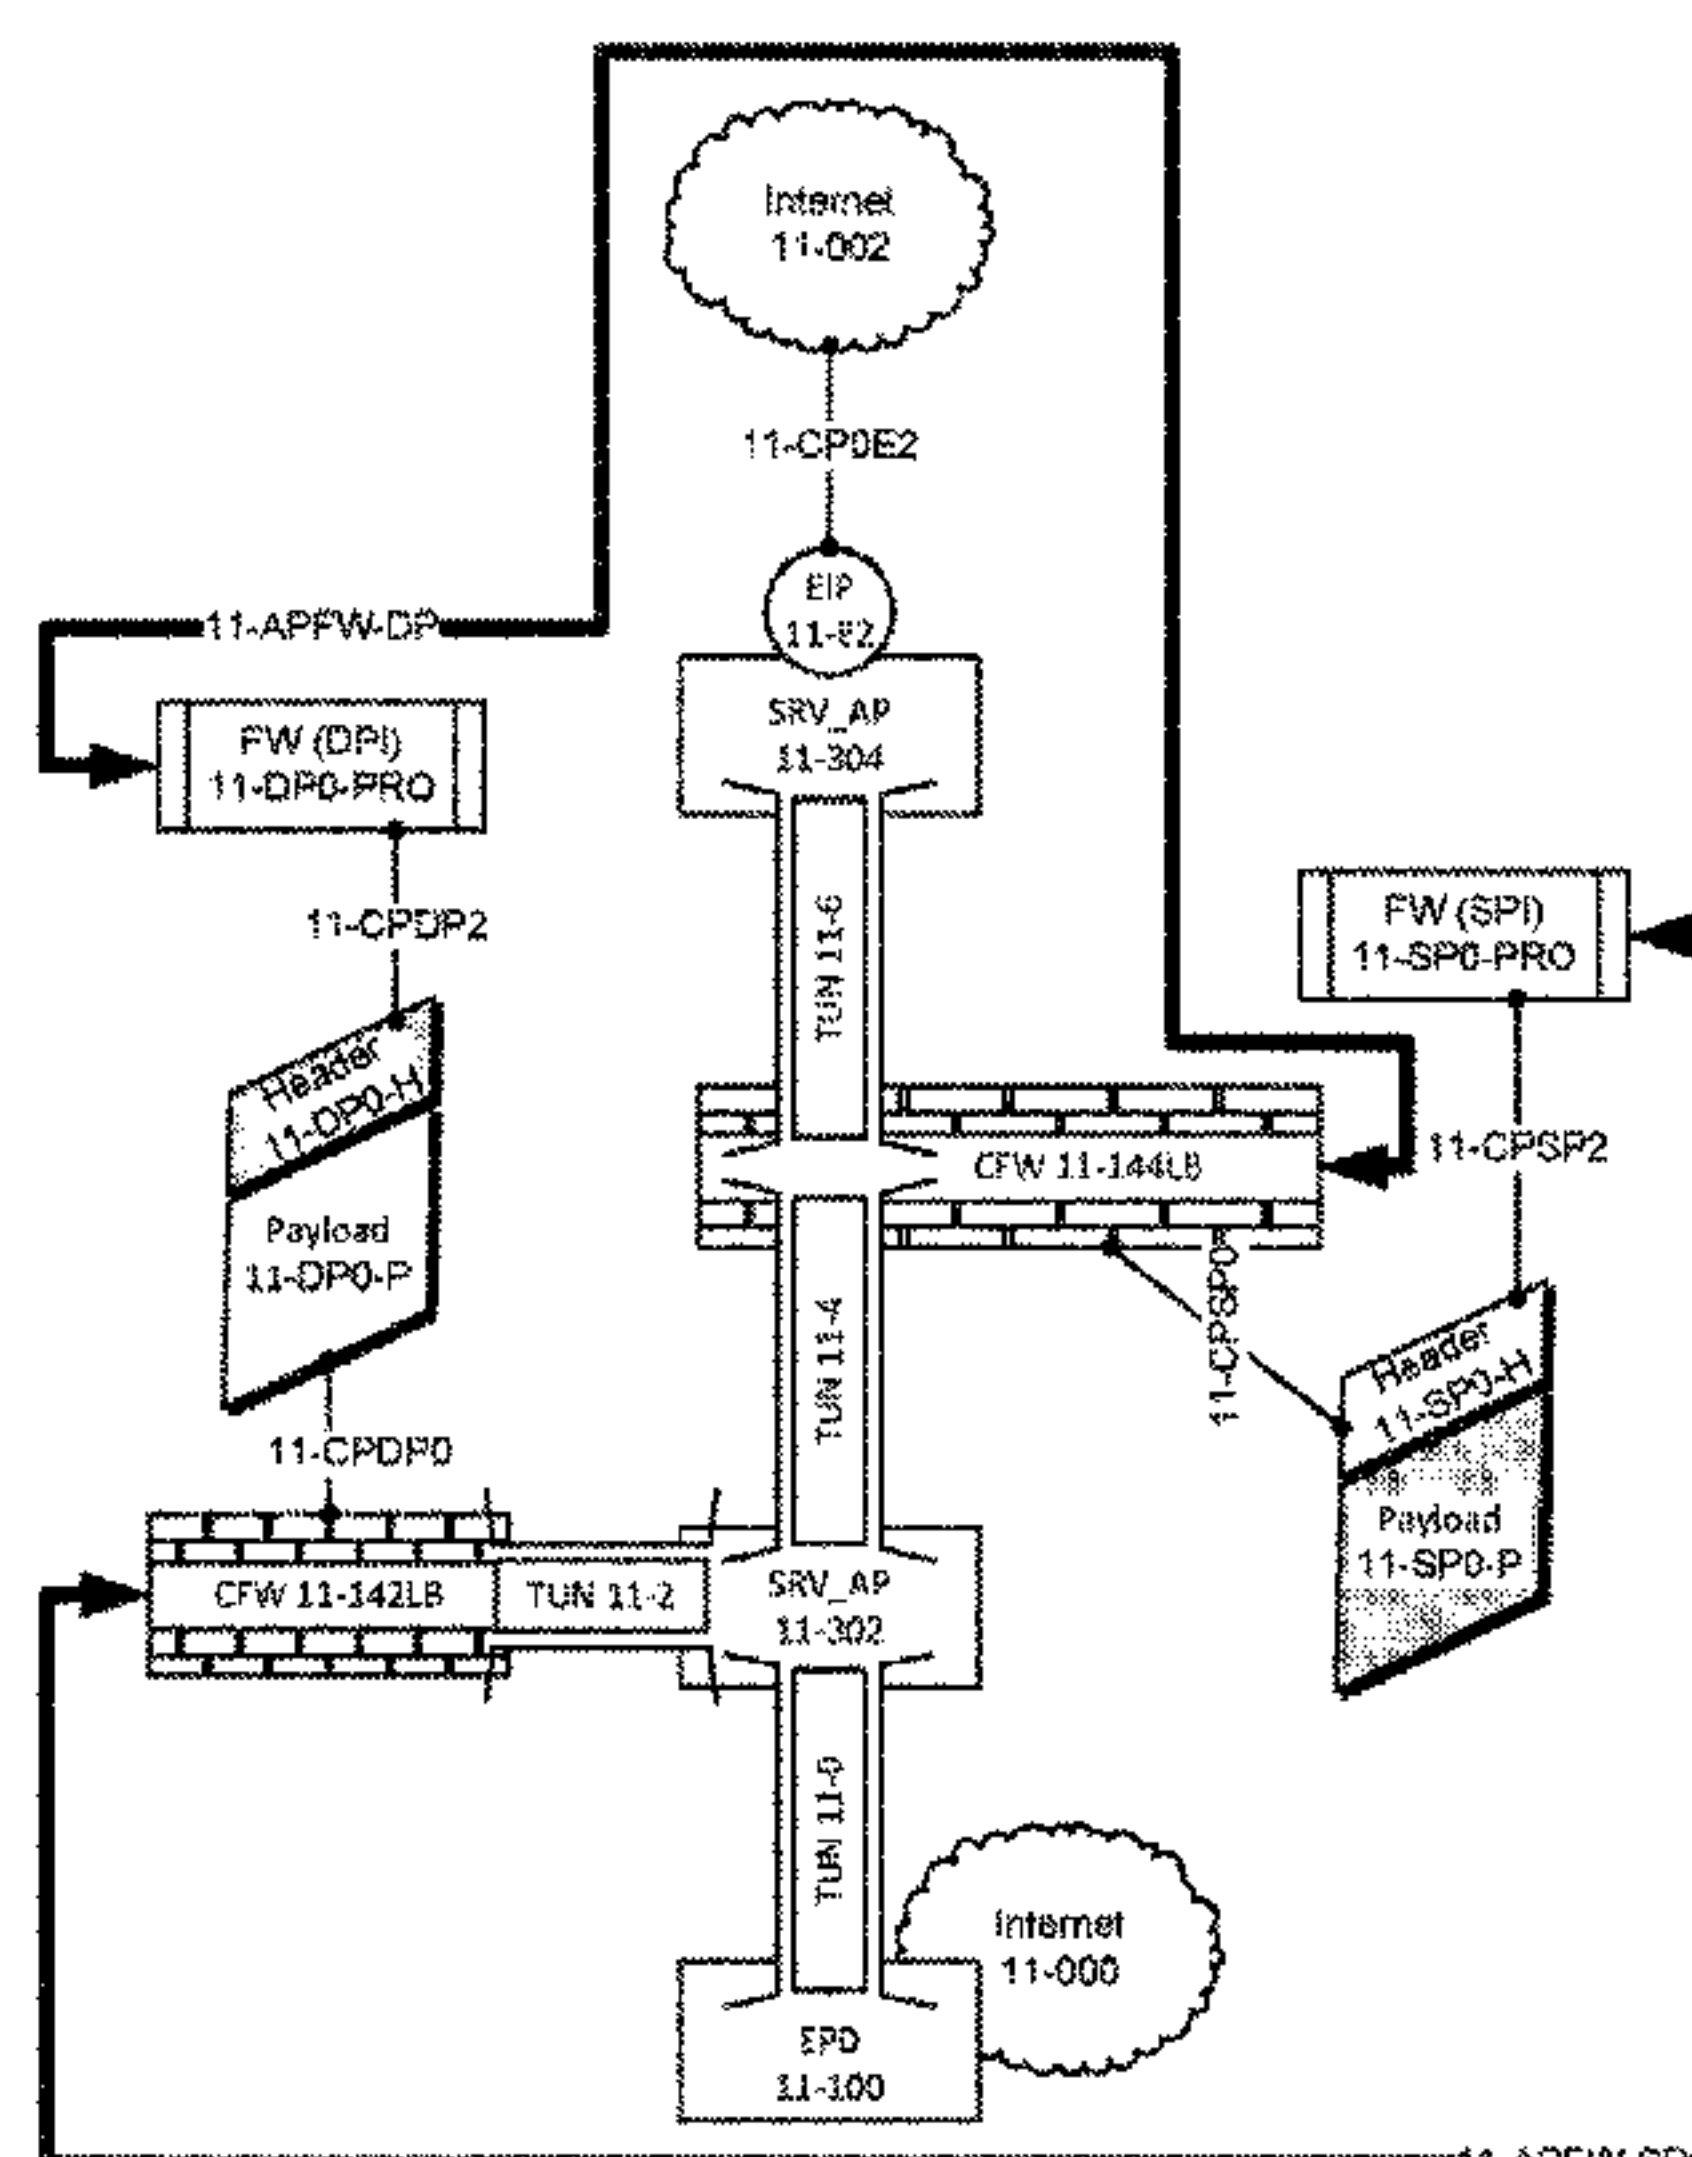 Internet
11-002
11-CP0E2
EIP
11-E2
11-APFW-DP
SRV_AP
11-304
FW (DPI)
11-DP0-PRO
TUN 11-6
FW (SPI)
11-SP0-PRO
11-CPDP2
Header
11-DP0-H
Payload
11-DP0-P
CFW 11-144LB
11-CPSP2
11-CPSP0
TUN 11-4
Header
11-SP0-H
Payload
11-SP0-P
11-CPDP0
CFW 11-142LB
TUN 11-2
SRV_AP
11-302
TUN 11-0
Internet
11-000
EPD
11-100